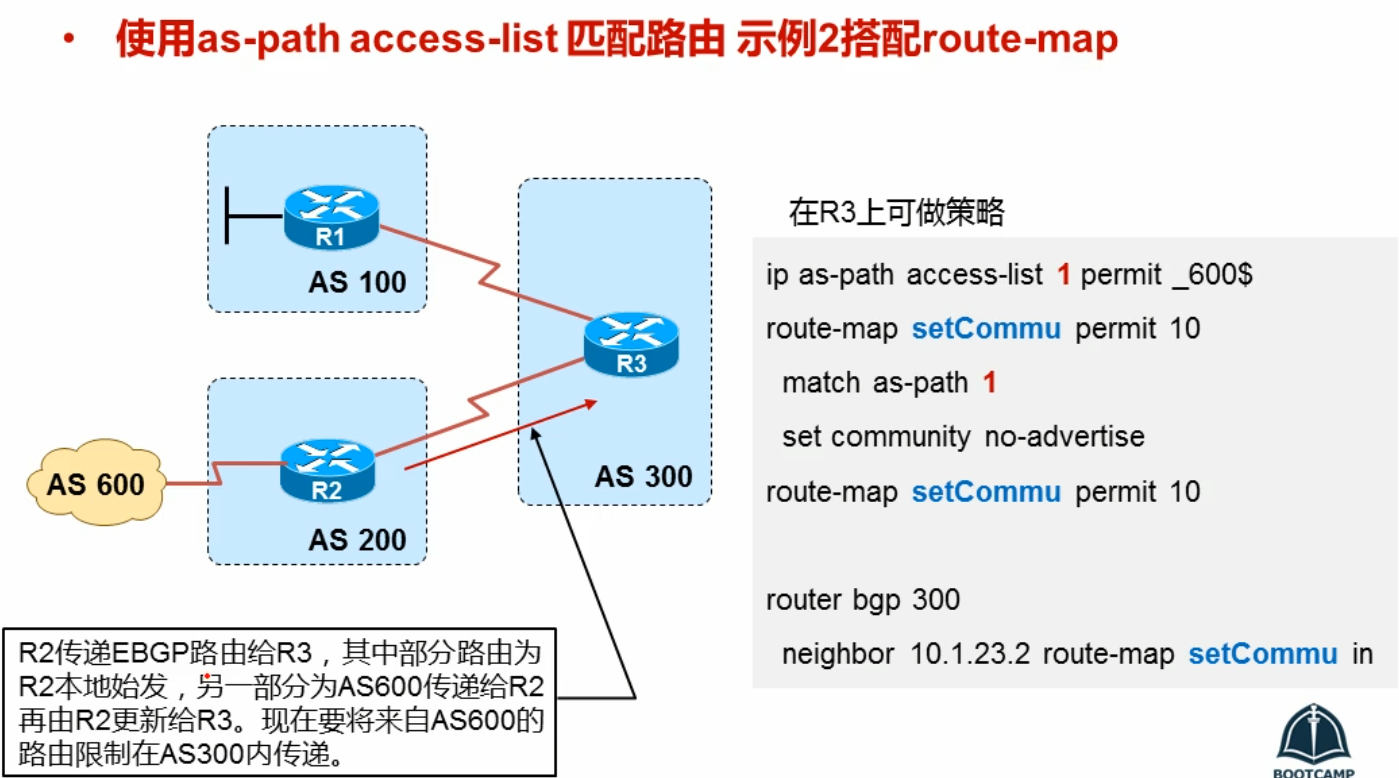 • 使用as-path access-list 匹配路由 示例2搭配route-map
R1
AS 100
R3
AS 300
AS 600
R2
AS 200
R2传递EBGP路由给R3，其中部分路由为
R2本地始发，另一部分为AS600传递给R2
再由R2更新给R3。现在要将来自AS600的
路由限制在AS300内传递。
在R3上可做策略
ip as-path access-list 1 permit _600$
route-map setCommu permit 10
match as-path 1
set community no-advertise
route-map setCommu permit 10
router bgp 300
neighbor 10.1.23.2 route-map setCommu in
BOOTCAMP